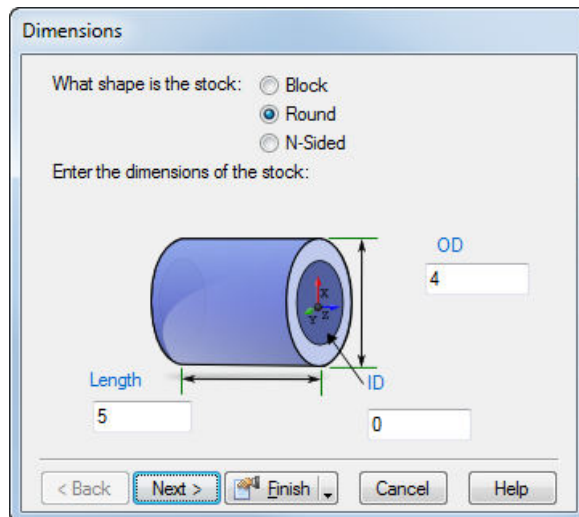 Dimensions
What shape is the stock:
Block
Round
N-Sided
Enter the dimensions of the stock:
OD
4
X
Y Z
Length
ID
5
0
< Back Next > Finish Cancel Help